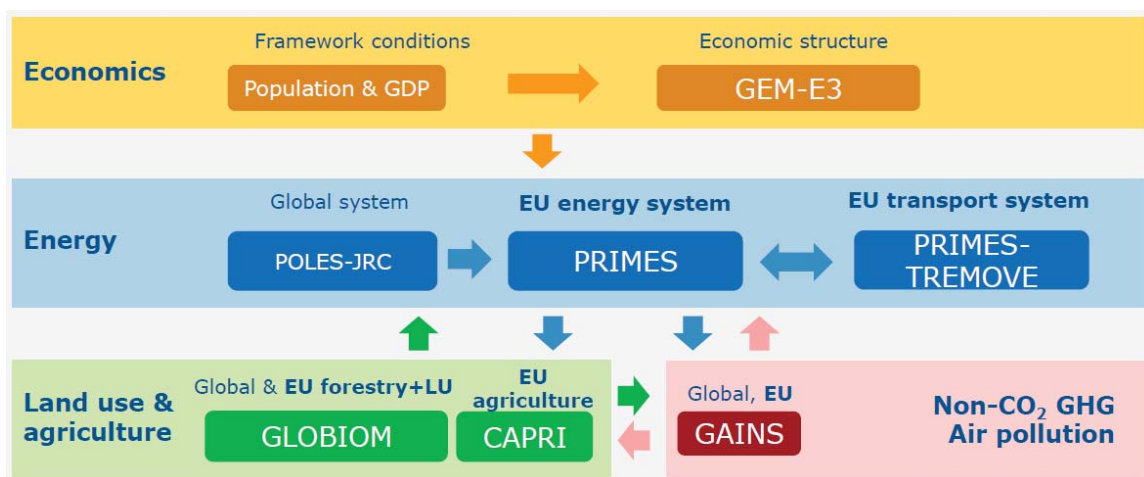 Economics
Framework conditions
Population & GDP
Economic structure
GEM-E3
Energy
Global system
POLES-JRC
EU energy system
PRIMES
EU transport system
PRIMES-
TREMOVE
Land use &
agriculture
Global & EU forestry+LU
GLOBIOM
EU
agriculture
CAPRI
Global, EU
GAINS
Non-CO₂ GHG
Air pollution